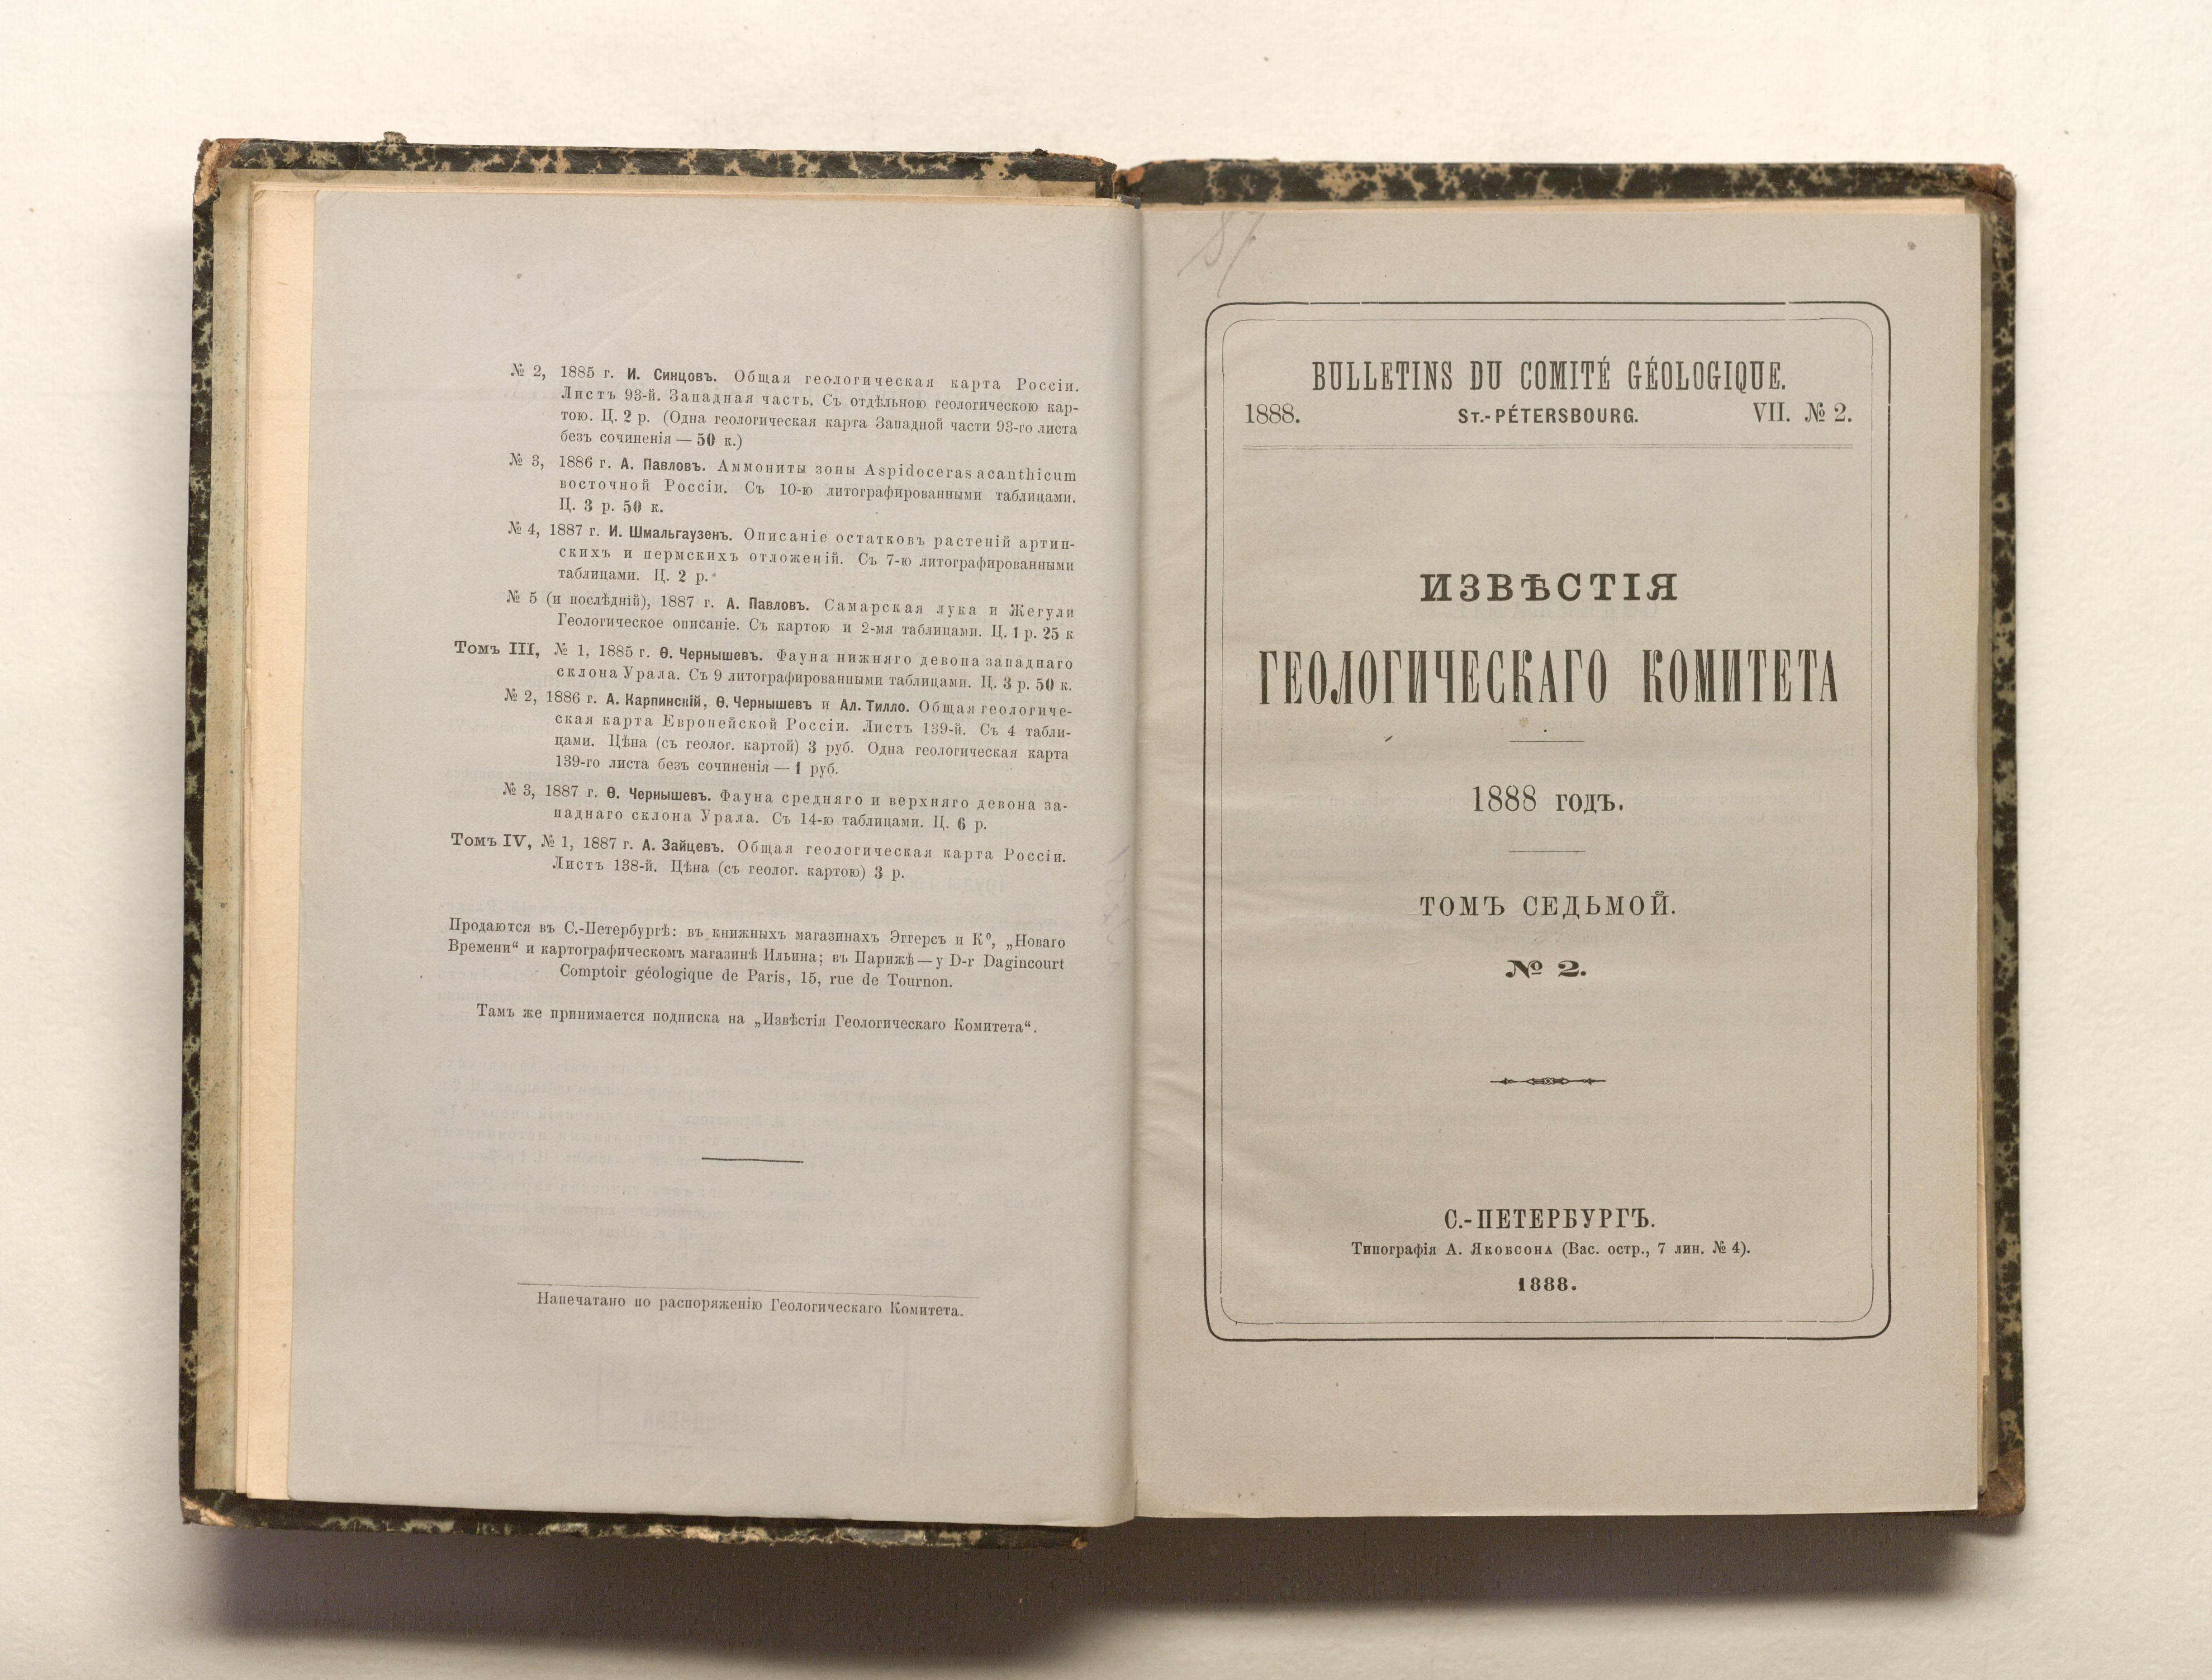 № 2, 1885 г. И. Синцовъ. Общая геологическая карта Россіи.
Листъ 93-й. Западная часть. Съ отдѣльною геологическою кар-
тою. Ц. 2 р. (Одна геологическая карта Западной части 93-го листа
безъ сочиненія — 50 к.)
№ 3, 1886 г. А. Павловъ. Аммониты зоны Aspidoceras acanthicum
восточной Россіи. Съ 10-ю литографированными таблицами.
Ц. 3 р. 50 к.
№ 4, 1887 г. И. Шмальгаузенъ. Описаніе остатковъ растеній артин-
скихъ и пермскихъ отложеній. Съ 7-ю литографированными
таблицами. Ц. 2 р.
№ 5 (и послѣдній), 1887 г. А. Павловъ. Самарская лука и Жегули
Геологическое описаніе. Съ картою и 2-мя таблицами. Ц. 1 р. 25 к
Томъ III, № 1, 1885 г. Ѳ. Чернышевъ. Фауна нижняго девона западнаго
склона Урала. Съ 9 литографированными таблицами. Ц. 3 р. 50 к.
№ 2, 1886 г. А. Карпинскій, Ѳ. Чернышевъ и Ал. Тилло. Общая геологиче-
ская карта Европейской Россіи. Листъ 139-й. Съ 4 табли-
цами. Цѣна (съ геолог. картой) 3 руб. Одна геологическая карта
139-го листа безъ сочиненія — 1 руб.
№ 3, 1887 г. Ѳ. Чернышевъ. Фауна средняго и верхняго девона за-
паднаго склона Урала. Съ 14-ю таблицами. Ц. 6 р.
Томъ IV, № 1, 1887 г. А. Зайцевъ. Общая геологическая карта Россіи.
Листъ 138-й. Цѣна (съ геолог. картою) 3 р.
Продаются въ С.-Петербургѣ: въ книжныхъ магазинахъ Эггерсъ и К⁰, „Новаго
Времени“ и картографическомъ магазинѣ Ильина; въ Парижѣ — у D-r Dagincourt
Comptoir géologique de Paris, 15, rue de Tournon.
Тамъ же принимается подписка на „Извѣстія Геологическаго Комитета“.
Напечатано по распоряженію Геологическаго Комитета.
87
BULLETINS DU COMITÉ GÉOLOGIQUE.
1888. ST.-PÉTERSBOURG. VII. № 2.
ИЗВѢСТІЯ
ГЕОЛОГИЧЕСКАГО КОМИТЕТА
1888 годъ.
ТОМЪ СЕДЬМОЙ.
№ 2.
С.-ПЕТЕРБУРГЪ.
Типографія А. Якобсона (Вас. остр., 7 лин. № 4).
1888.